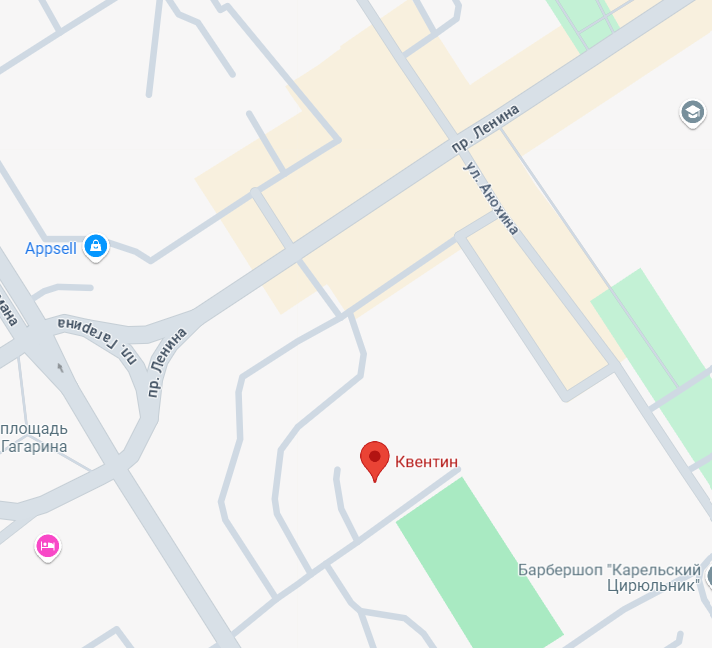 пр. Ленина
ул. Анохина
Appsell
пл. Гагарина
пр. Ленина
площадь
Гагарина
Квентин
Барбершоп "Карельский
Цирюльник"